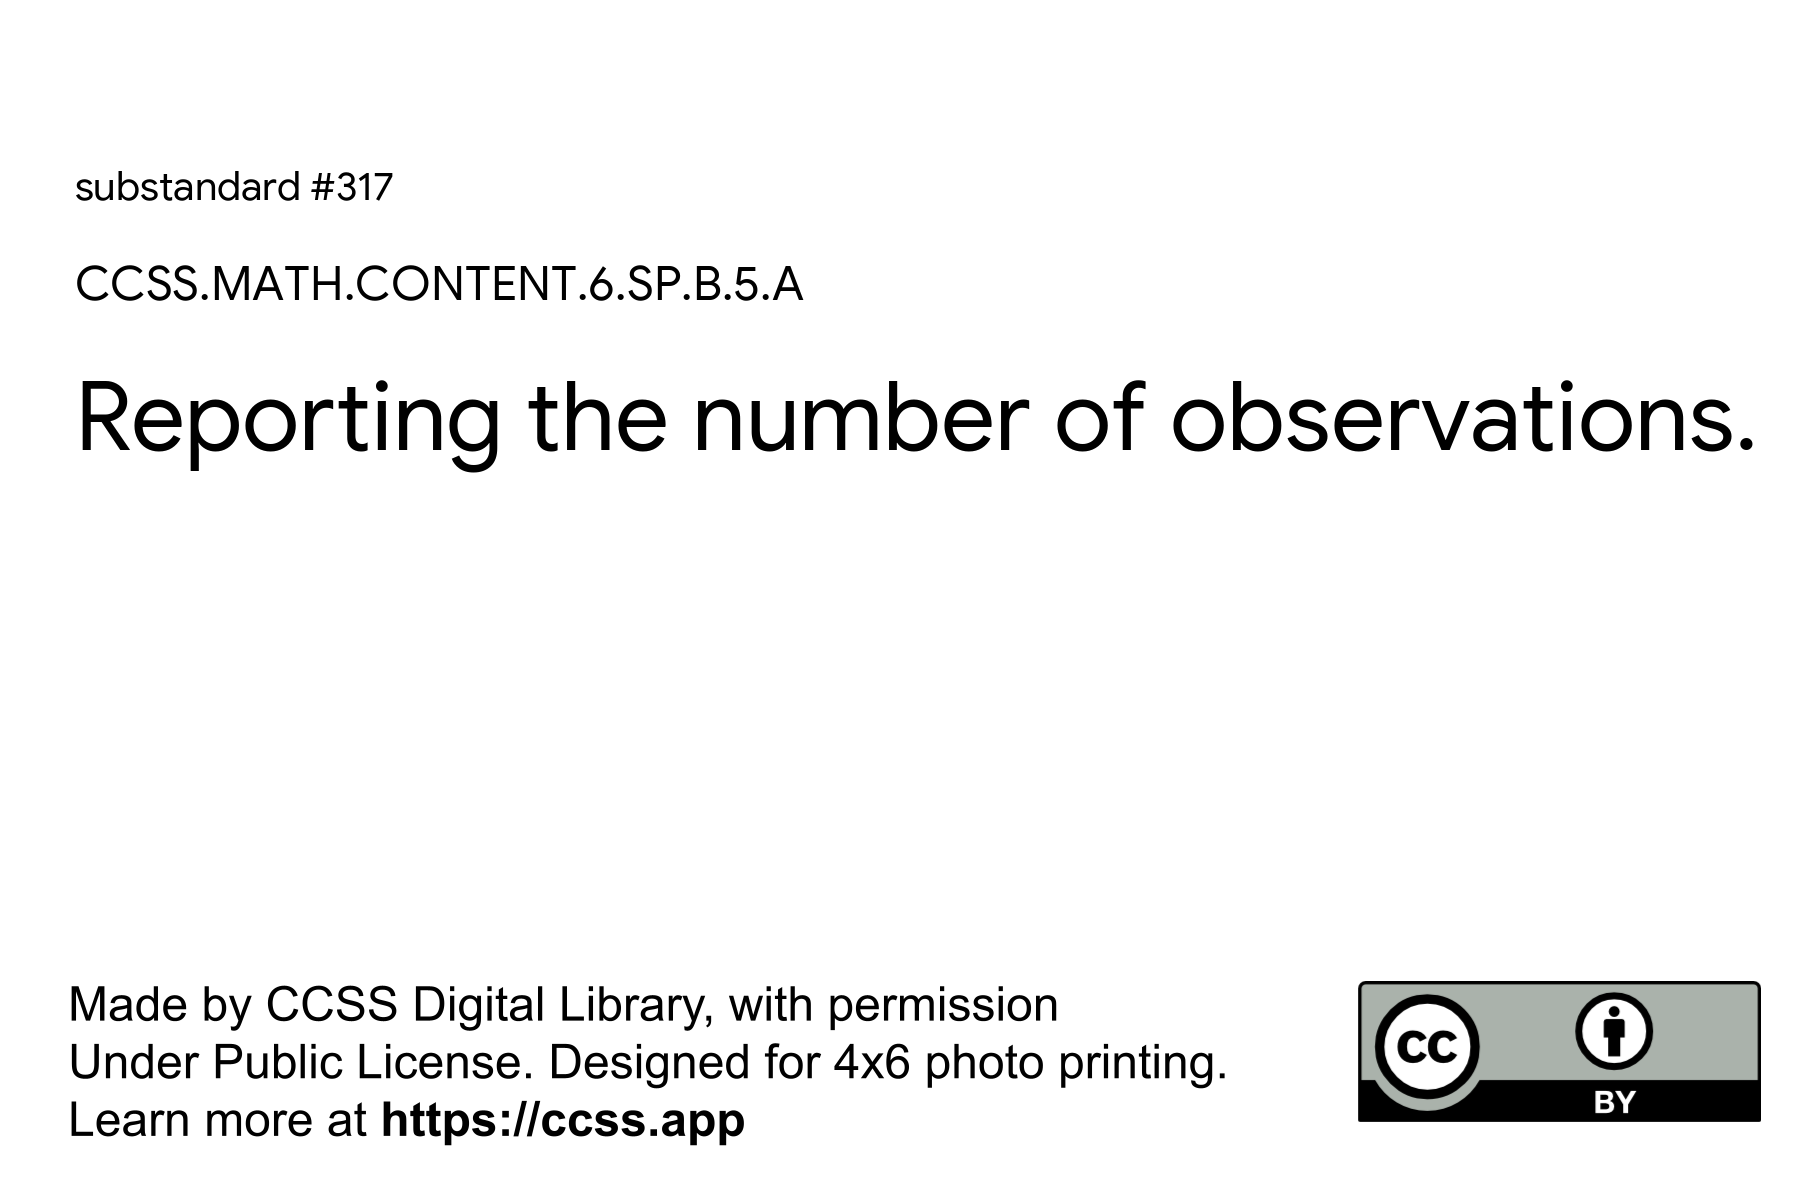 substandard #317
CCSS.MATH.CONTENT.6.SP.B.5.A
Reporting the number of observations.
Made by CCSS Digital Library, with permission
Under Public License. Designed for 4x6 photo printing.
Learn more at https://ccss.app
cc
BY